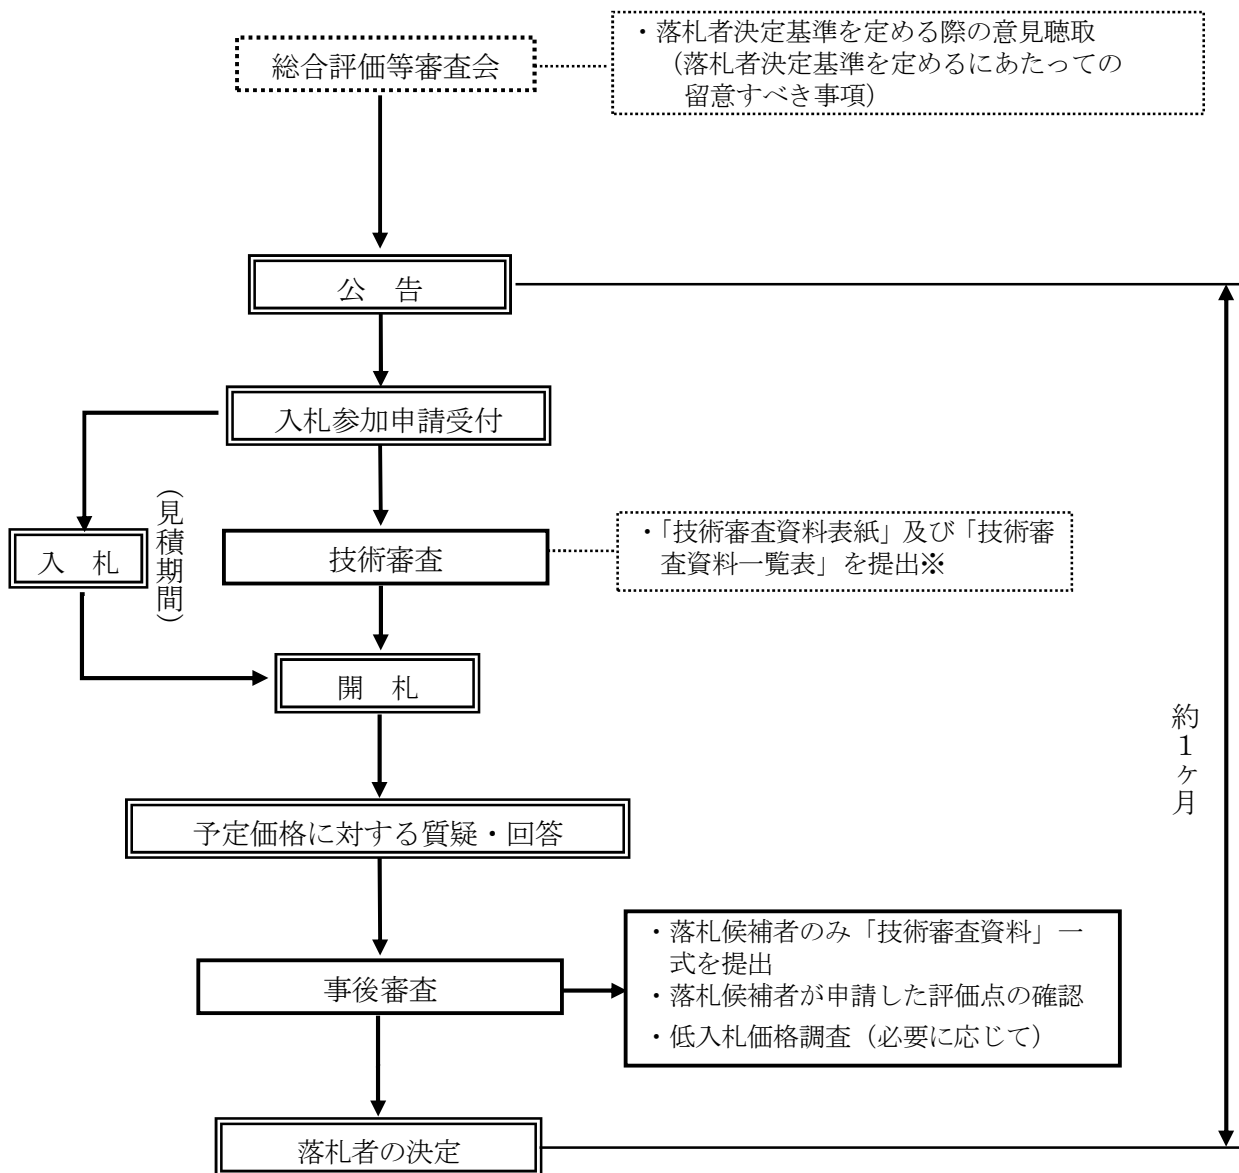 総合評価等審査会
・落札者決定基準を定める際の意見聴取
（落札者決定基準を定めるにあたっての
留意すべき事項）
公　告
入札参加申請受付
（見積期間）
入　札
技術審査
・「技術審査資料表紙」及び「技術審
査資料一覧表」を提出※
開　札
約１ヶ月
予定価格に対する質疑・回答
事後審査
・落札候補者のみ「技術審査資料」一
式を提出
・落札候補者が申請した評価点の確認
・低入札価格調査（必要に応じて）
落札者の決定